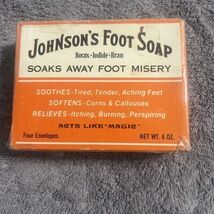 JOHNSON'S FOOT SOAP
Borax-Iodide-Bran
SOAKS AWAY FOOT MISERY
SOOTHES-Tired, Tender, Aching Feet
SOFTENS-Corns & Callouses
RELIEVES-Itching, Burning, Perspiring
ACTS LIKE "MAGIC"
Four Envelopes NET WT. 4 OZ.